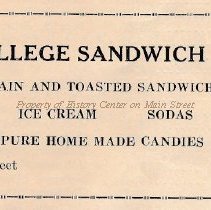 LLEGE SANDWICH
AIN AND TOASTED SANDWICH
Property of History Center on Main Street
ICE CREAM SODAS
PURE HOME MADE CANDIES
ect